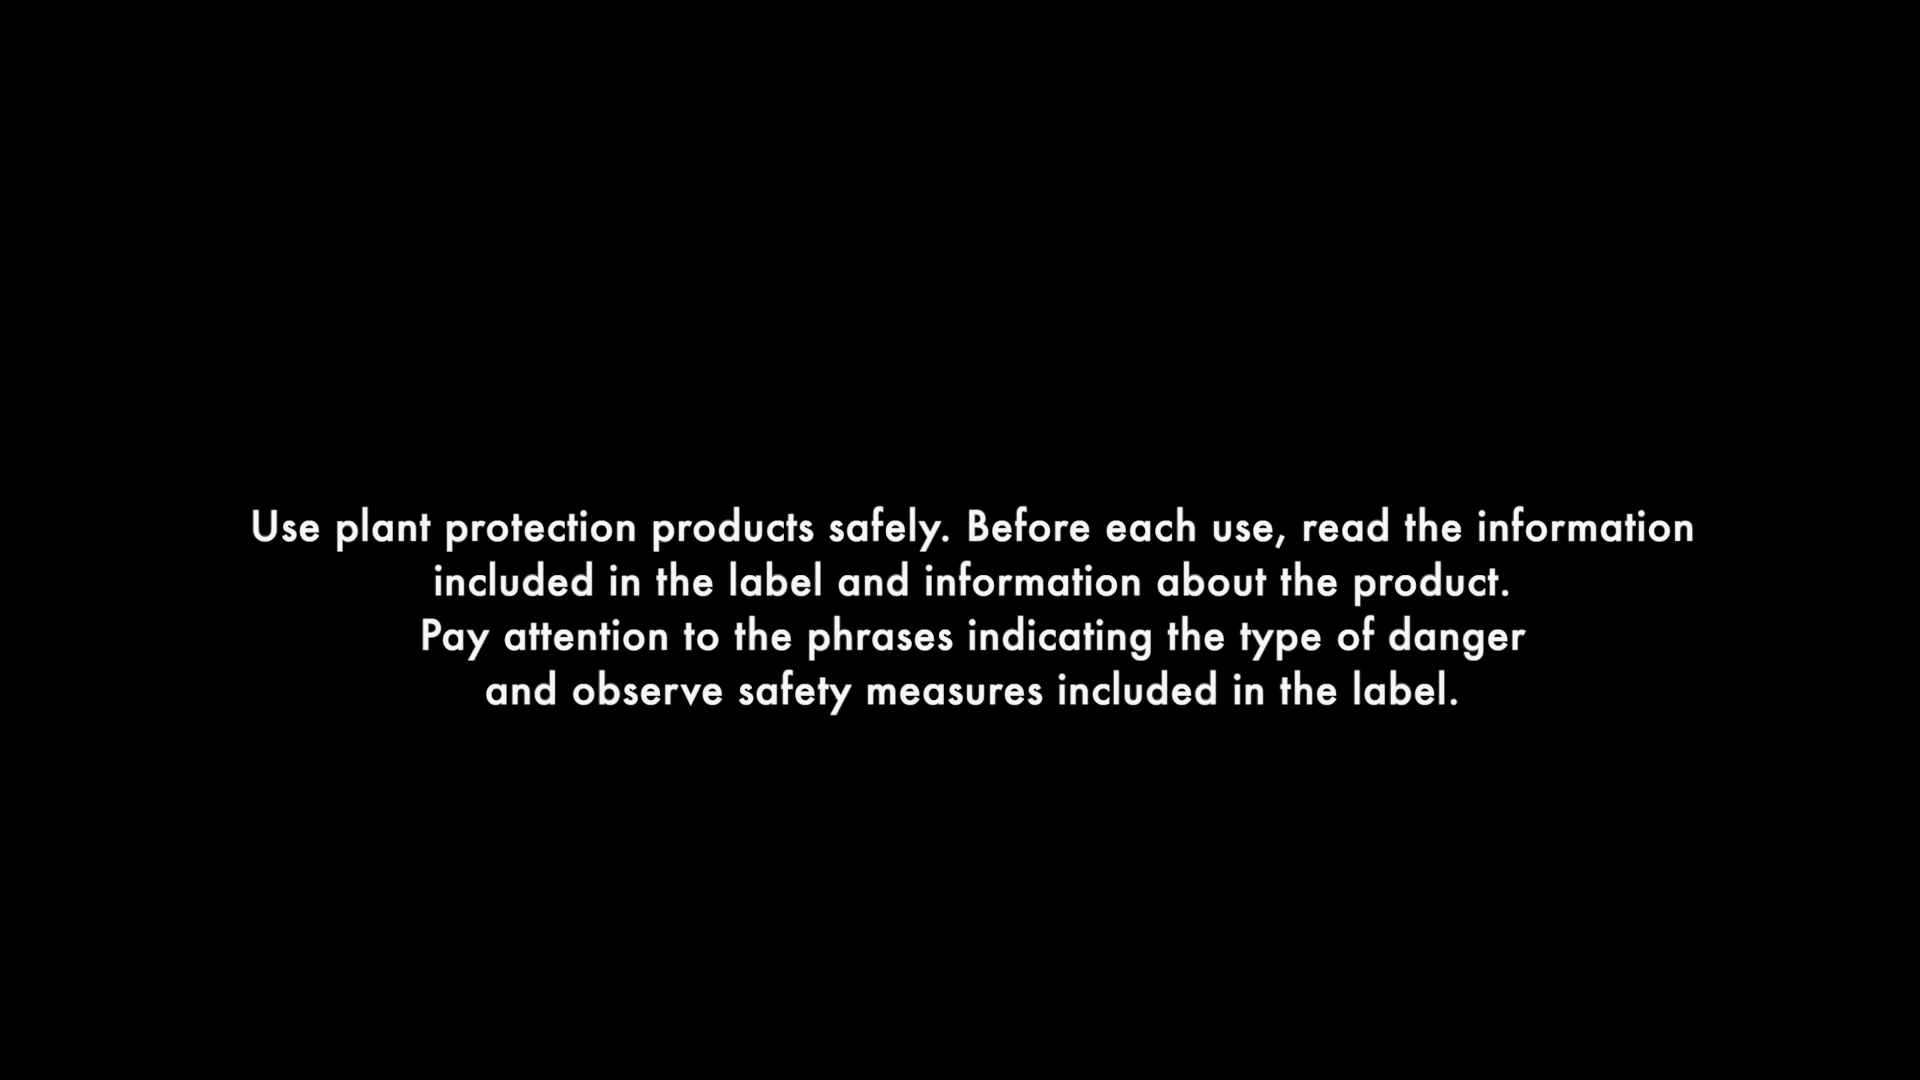 Use plant protection products safely. Before each use, read the information
included in the label and information about the product.
Pay attention to the phrases indicating the type of danger
and observe safety measures included in the label.